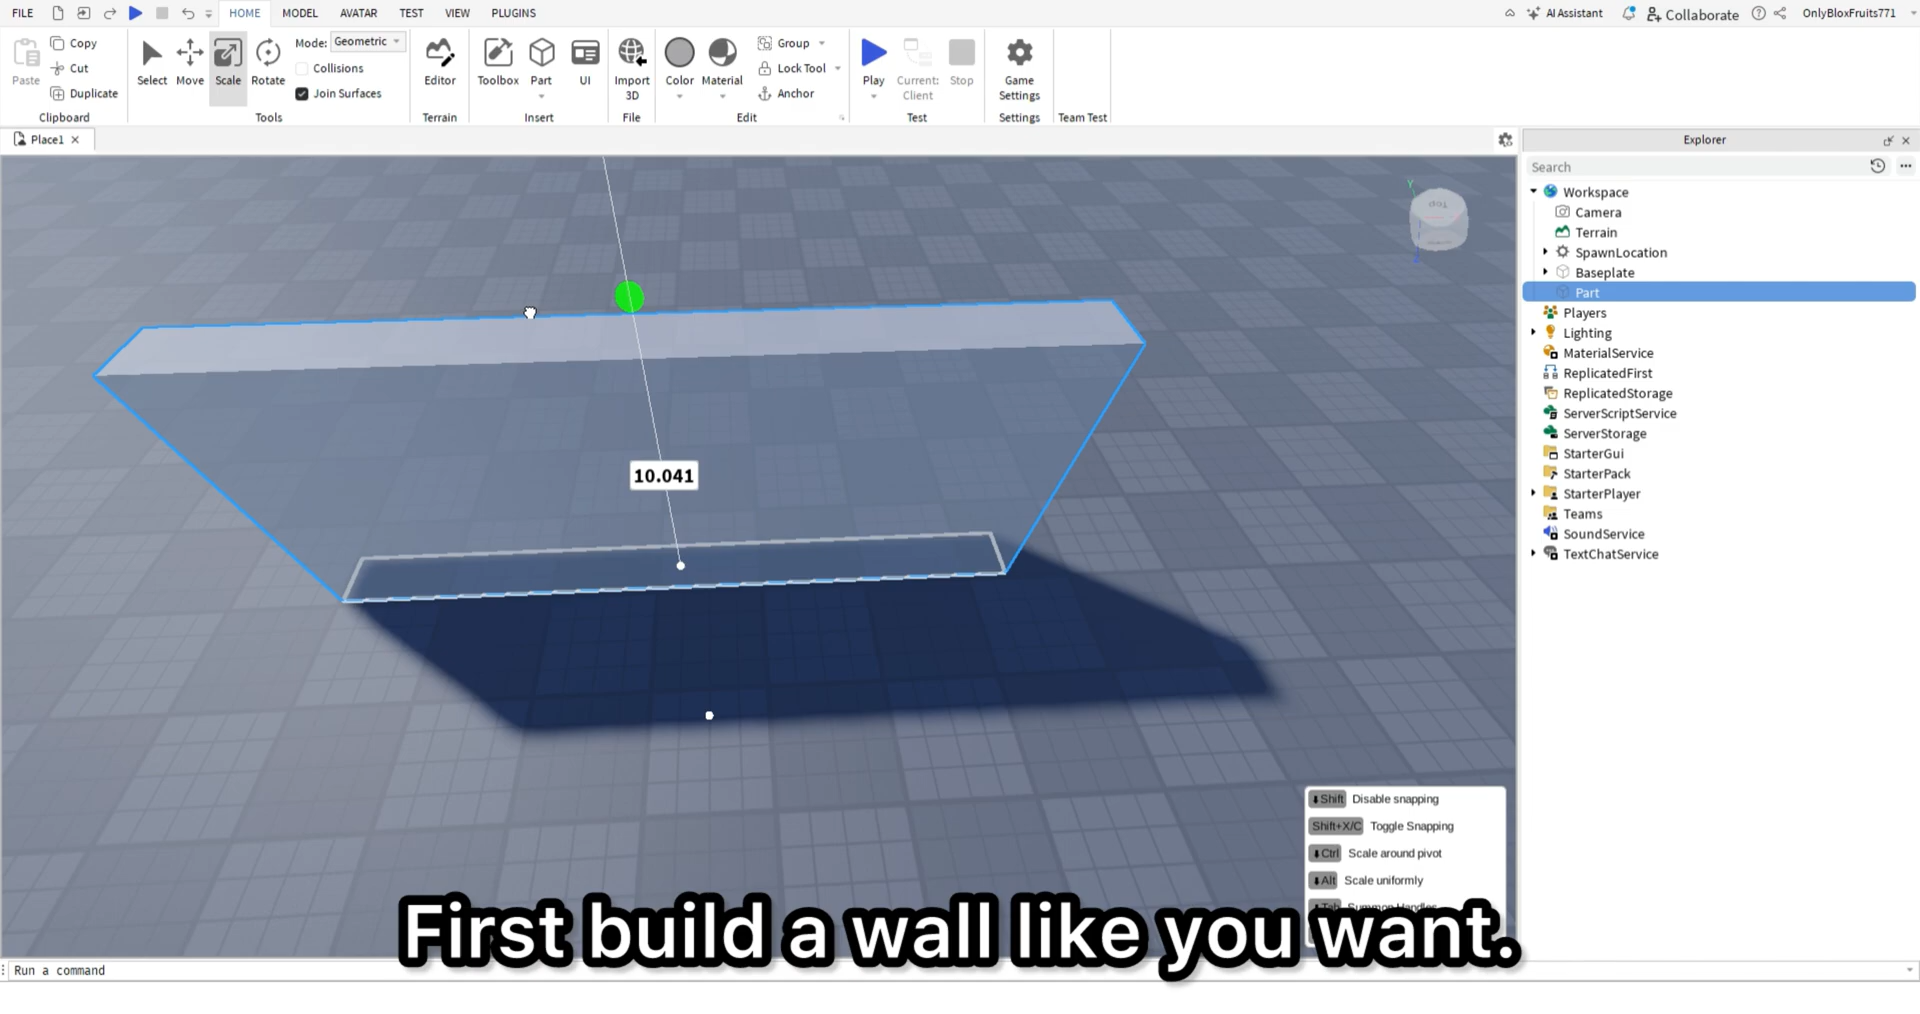 FILE HOME MODEL AVATAR TEST VIEW PLUGINS AI Assistant Collaborate OnlyBloxFruits771
Paste
Copy
Cut
Duplicate
Clipboard
Select Move Scale Rotate
Mode: Geometric
Collisions
Join Surfaces
Tools
Editor
Terrain
Toolbox Part UI
Insert
Import
3D
File
Color Material
Group
Lock Tool
Anchor
Edit
Play Current:
Client Stop
Test
Game
Settings
Settings
Team Test
Place1
Explorer
Search
Workspace
Camera
Terrain
SpawnLocation
Baseplate
Part
Players
Lighting
MaterialService
ReplicatedFirst
ReplicatedStorage
ServerScriptService
ServerStorage
StarterGui
StarterPack
StarterPlayer
Teams
SoundService
TextChatService
Y
Top
Z
10.041
Shift Disable snapping
Shift+X/C Toggle Snapping
Ctrl Scale around pivot
Alt Scale uniformly
First build a wall like you want.
Run a command